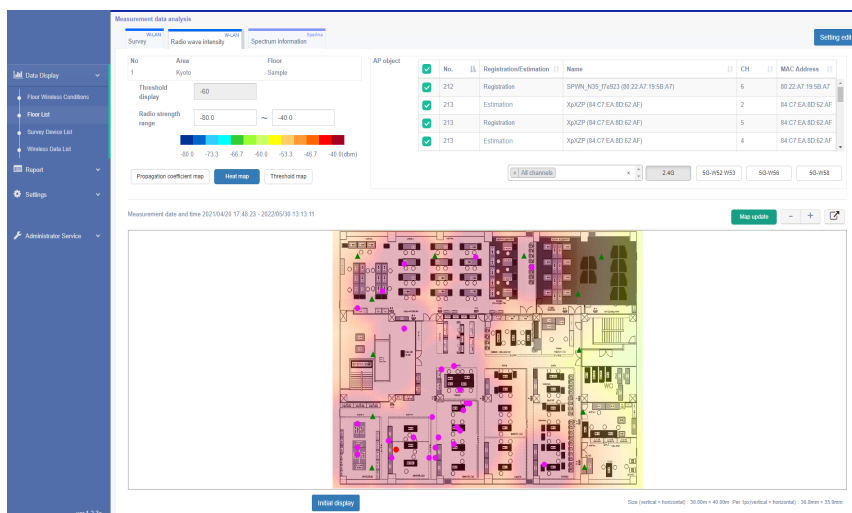 Measurement data analysis
W-LAN
Survey
W-LAN
Radio wave intensity
Spectrum
Spectrum information
Setting edit
Data Display
Floor Wireless Conditions
Floor List
Survey Device List
Wireless Data List
Report
Settings
Administrator Service
No Area Floor
1 Kyoto Sample
Threshold display
-60
Radio strength range
-80.0 ~ -40.0
-80.0 -73.3 -66.7 -60.0 -53.3 -46.7 -40.0(dbm)
Propagation coefficient map
Heat map
Threshold map
AP object
No. Registration/Estimation Name CH MAC Address
212 Registration SPWN_N35_f7a923 (80:22:A7:19:5B:A7) 6 80:22:A7:19:5B:A7
213 Estimation XpXZP (84:C7:EA:8D:62:AF) 2 84:C7:EA:8D:62:AF
213 Registration XpXZP (84:C7:EA:8D:62:AF) 5 84:C7:EA:8D:62:AF
213 Estimation XpXZP (84:C7:EA:8D:62:AF) 4 84:C7:EA:8D:62:AF
× All channels ×
2.4G
5G-W52 W53
5G-W56
5G-W58
Measurement date and time 2021/04/20 17:48:23 - 2022/05/30 13:13:11
Map update
− +
Initial display
Size (vertical × horizontal) : 30.00m × 40.00m Per 1px(vertical × horizontal) : 36.8mm × 35.9mm